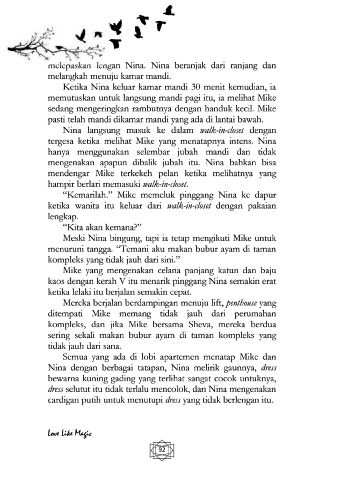 melepaskan lengan Nina. Nina beranjak dari ranjang dan
melangkah menuju kamar mandi.
Ketika Nina keluar kamar mandi 30 menit kemudian, ia
memutuskan untuk langsung mandi pagi itu, ia melihat Mike
sedang mengeringkan rambutnya dengan handuk kecil. Mike
pasti telah mandi dikamar mandi yang ada di lantai bawah.
Nina langsung masuk ke dalam walk-in-closet dengan
tergesa ketika melihat Mike yang menatapnya intens. Nina
hanya menggunakan selembar jubah mandi dan tidak
mengenakan apapun dibalik jubah itu. Nina bahkan bisa
mendengar Mike terkekeh pelan ketika melihatnya yang
hampir berlari memasuki walk-in-closet.
“Kemarilah.” Mike memeluk pinggang Nina ke dapur
ketika wanita itu keluar dari walk-in-closet dengan pakaian
lengkap.
“Kita akan kemana?”
Meski Nina bingung, tapi ia tetap mengikuti Mike untuk
menuruni tangga. “Temani aku makan bubur ayam di taman
kompleks yang tidak jauh dari sini.”
Mike yang mengenakan celana panjang katun dan baju
kaos dengan kerah V itu menarik pinggang Nina semakin erat
ketika lelaki itu berjalan semakin cepat.
Mereka berjalan berdampingan menuju lift, penthouse yang
ditempati Mike memang tidak jauh dari perumahan
kompleks, dan jika Mike bersama Sheva, mereka berdua
sering sekali makan bubur ayam di taman kompleks yang
tidak jauh dari sana.
Semua yang ada di lobi apartemen menatap Mike dan
Nina dengan berbagai tatapan, Nina melirik gaunnya, dress
bewarna kuning gading yang terlihat sangat cocok untuknya,
dress selutut itu tidak terlalu mencolok, dan Nina mengenakan
cardigan putih untuk menutupi dress yang tidak berlengan itu.
Love Like Magic
92